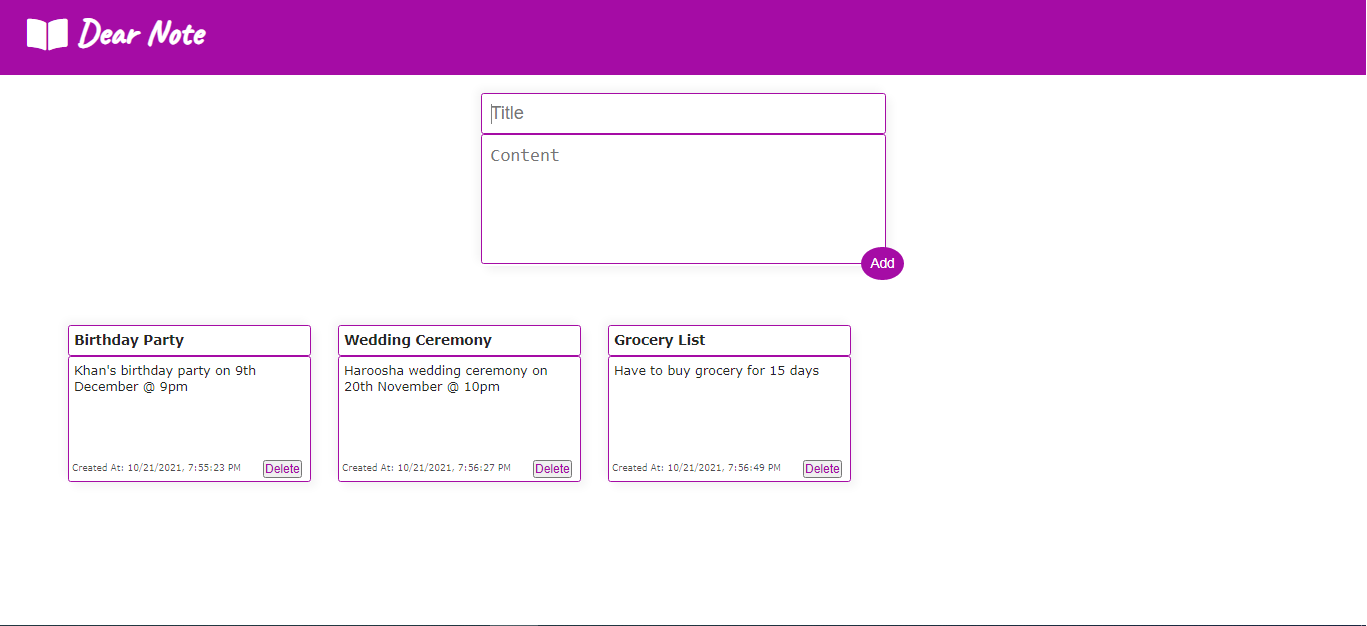 Dear Note
Title
Content
Add
Birthday Party
Khan's birthday party on 9th
December @ 9pm
Created At: 10/21/2021, 7:55:23 PM
Delete
Wedding Ceremony
Haroosha wedding ceremony on
20th November @ 10pm
Created At: 10/21/2021, 7:56:27 PM
Delete
Grocery List
Have to buy grocery for 15 days
Created At: 10/21/2021, 7:56:49 PM
Delete